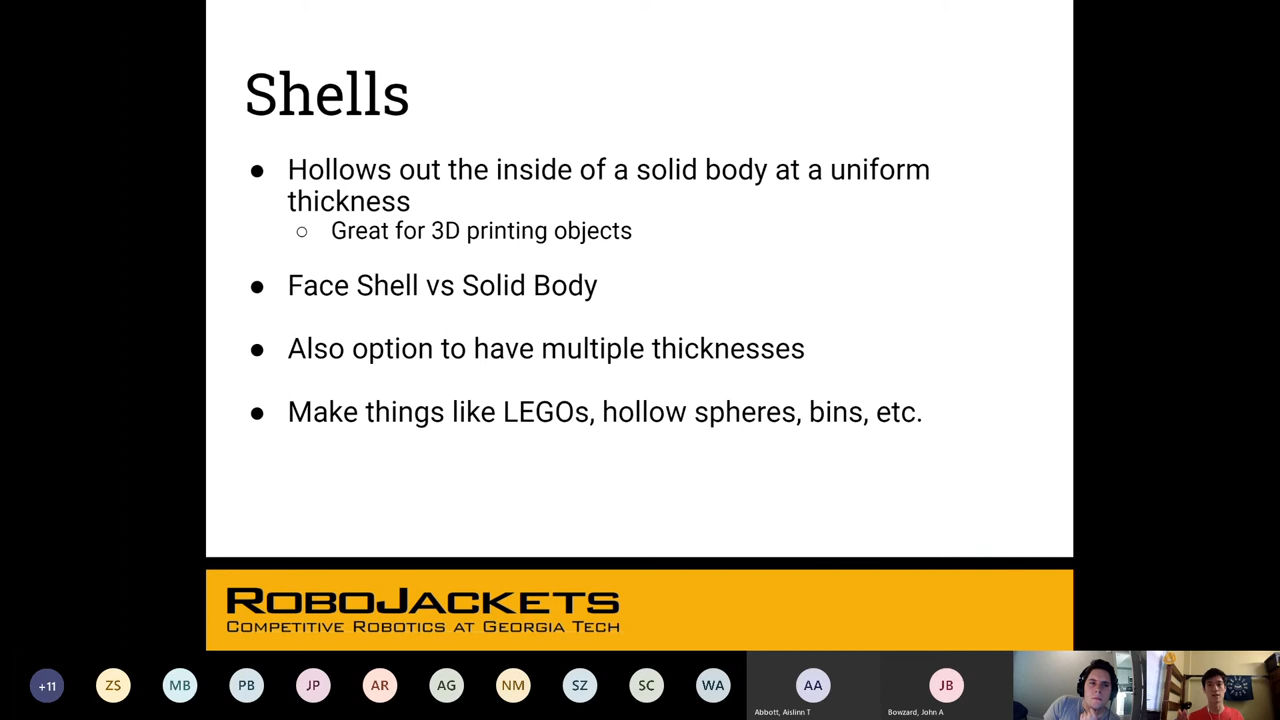 Shells
● Hollows out the inside of a solid body at a uniform
thickness
○ Great for 3D printing objects
● Face Shell vs Solid Body
● Also option to have multiple thicknesses
● Make things like LEGOs, hollow spheres, bins, etc.
ROBOJACKETS
COMPETITIVE ROBOTICS AT GEORGIA TECH
+11 ZS MB PB JP AR AG NM SZ SC WA AA JB
Abbott, Aislinn T Bowzard, John A